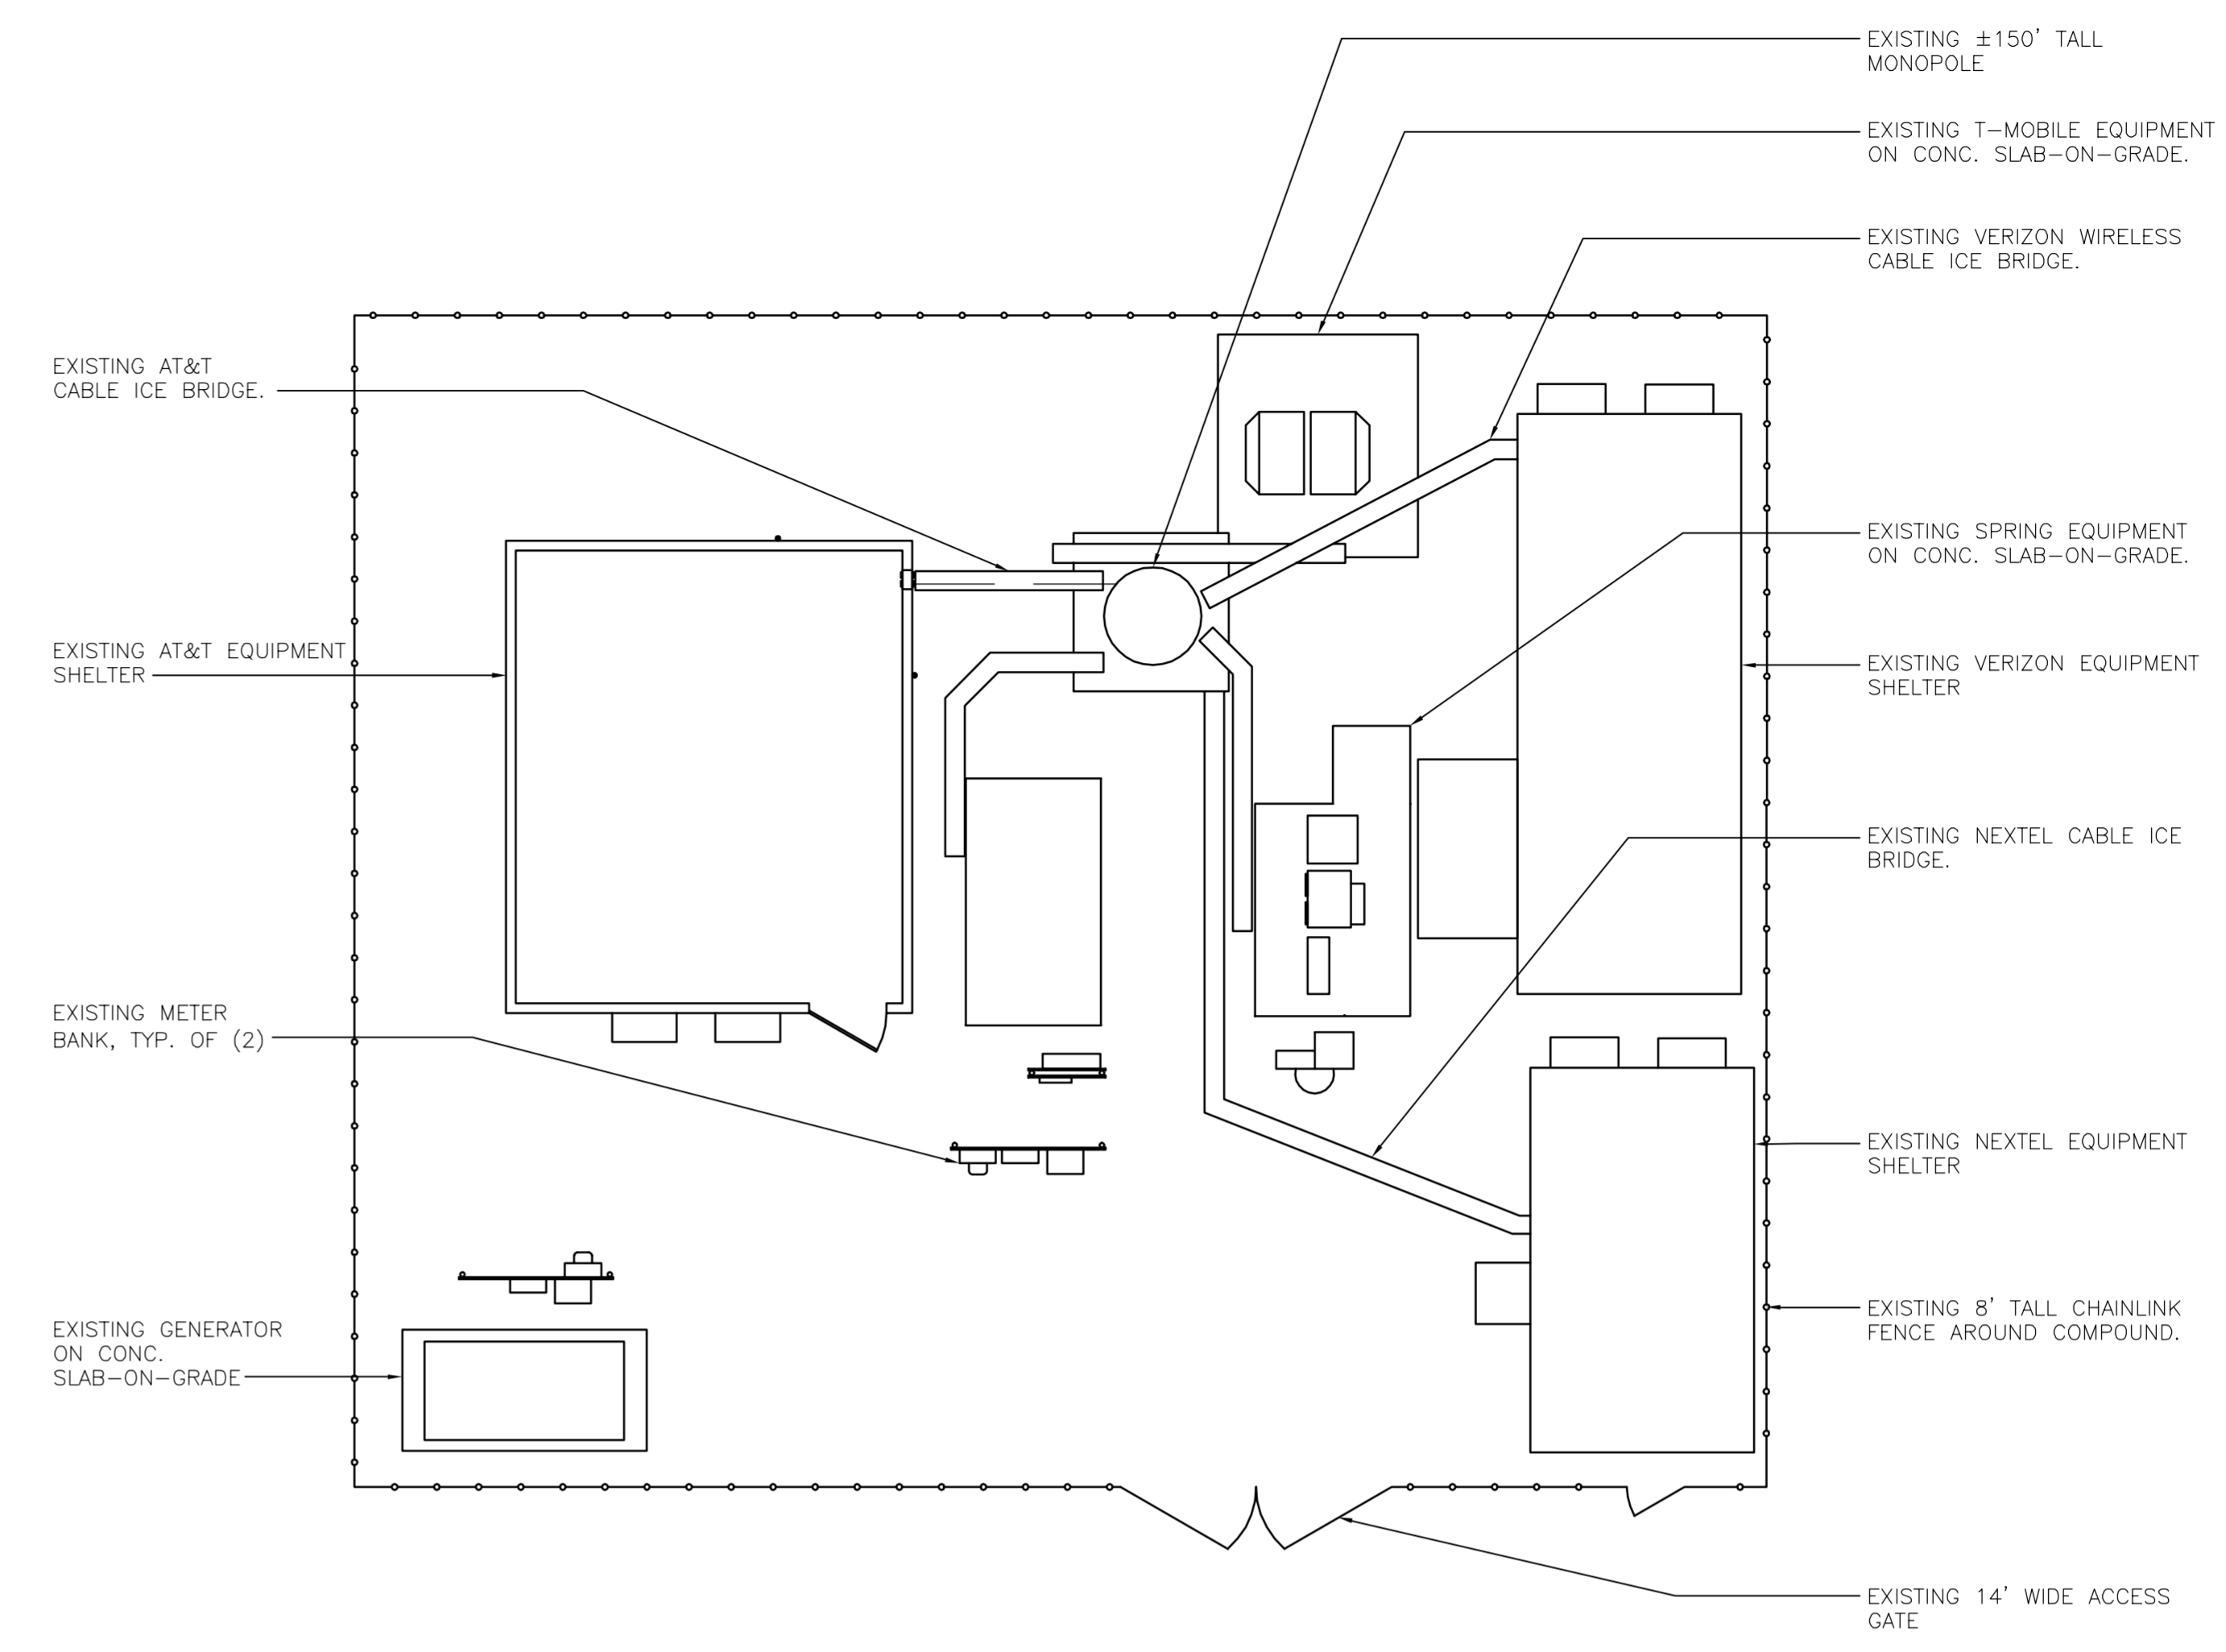 EXISTING ±150' TALL
MONOPOLE
EXISTING T-MOBILE EQUIPMENT
ON CONC. SLAB-ON-GRADE.
EXISTING VERIZON WIRELESS
CABLE ICE BRIDGE.
EXISTING AT&T
CABLE ICE BRIDGE.
EXISTING SPRING EQUIPMENT
ON CONC. SLAB-ON-GRADE.
EXISTING AT&T EQUIPMENT
SHELTER
EXISTING VERIZON EQUIPMENT
SHELTER
EXISTING NEXTEL CABLE ICE
BRIDGE.
EXISTING METER
BANK, TYP. OF (2)
EXISTING NEXTEL EQUIPMENT
SHELTER
EXISTING GENERATOR
ON CONC.
SLAB-ON-GRADE
EXISTING 8' TALL CHAINLINK
FENCE AROUND COMPOUND.
EXISTING 14' WIDE ACCESS
GATE